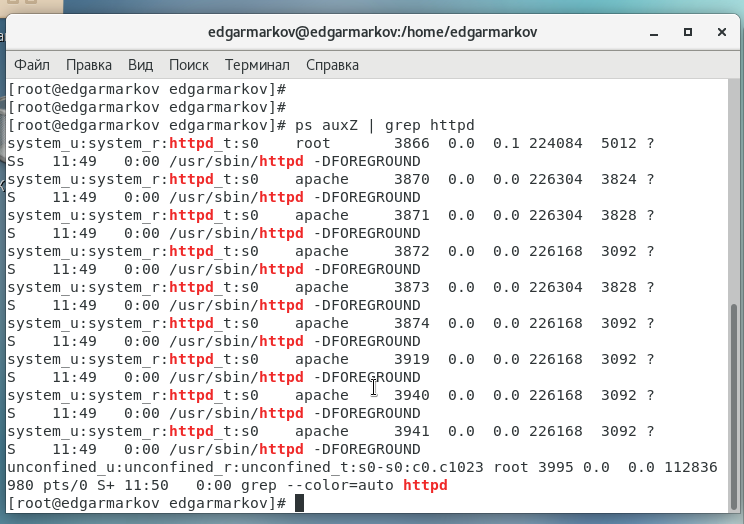 edgarmarkov@edgarmarkov:/home/edgarmarkov
Файл Правка Вид Поиск Терминал Справка
[root@edgarmarkov edgarmarkov]#
[root@edgarmarkov edgarmarkov]#
[root@edgarmarkov edgarmarkov]# ps auxZ | grep httpd
system_u:system_r:httpd_t:s0    root       3866  0.0  0.1 224084  5012 ?
Ss   11:49   0:00 /usr/sbin/httpd -DFOREGROUND
system_u:system_r:httpd_t:s0    apache     3870  0.0  0.0 226304  3824 ?
S    11:49   0:00 /usr/sbin/httpd -DFOREGROUND
system_u:system_r:httpd_t:s0    apache     3871  0.0  0.0 226304  3828 ?
S    11:49   0:00 /usr/sbin/httpd -DFOREGROUND
system_u:system_r:httpd_t:s0    apache     3872  0.0  0.0 226168  3092 ?
S    11:49   0:00 /usr/sbin/httpd -DFOREGROUND
system_u:system_r:httpd_t:s0    apache     3873  0.0  0.0 226304  3828 ?
S    11:49   0:00 /usr/sbin/httpd -DFOREGROUND
system_u:system_r:httpd_t:s0    apache     3874  0.0  0.0 226168  3092 ?
S    11:49   0:00 /usr/sbin/httpd -DFOREGROUND
system_u:system_r:httpd_t:s0    apache     3919  0.0  0.0 226168  3092 ?
S    11:49   0:00 /usr/sbin/httpd -DFOREGROUND
system_u:system_r:httpd_t:s0    apache     3940  0.0  0.0 226168  3092 ?
S    11:49   0:00 /usr/sbin/httpd -DFOREGROUND
system_u:system_r:httpd_t:s0    apache     3941  0.0  0.0 226168  3092 ?
S    11:49   0:00 /usr/sbin/httpd -DFOREGROUND
unconfined_u:unconfined_r:unconfined_t:s0-s0:c0.c1023 root 3995 0.0  0.0 112836
980 pts/0 S+ 11:50   0:00 grep --color=auto httpd
[root@edgarmarkov edgarmarkov]#